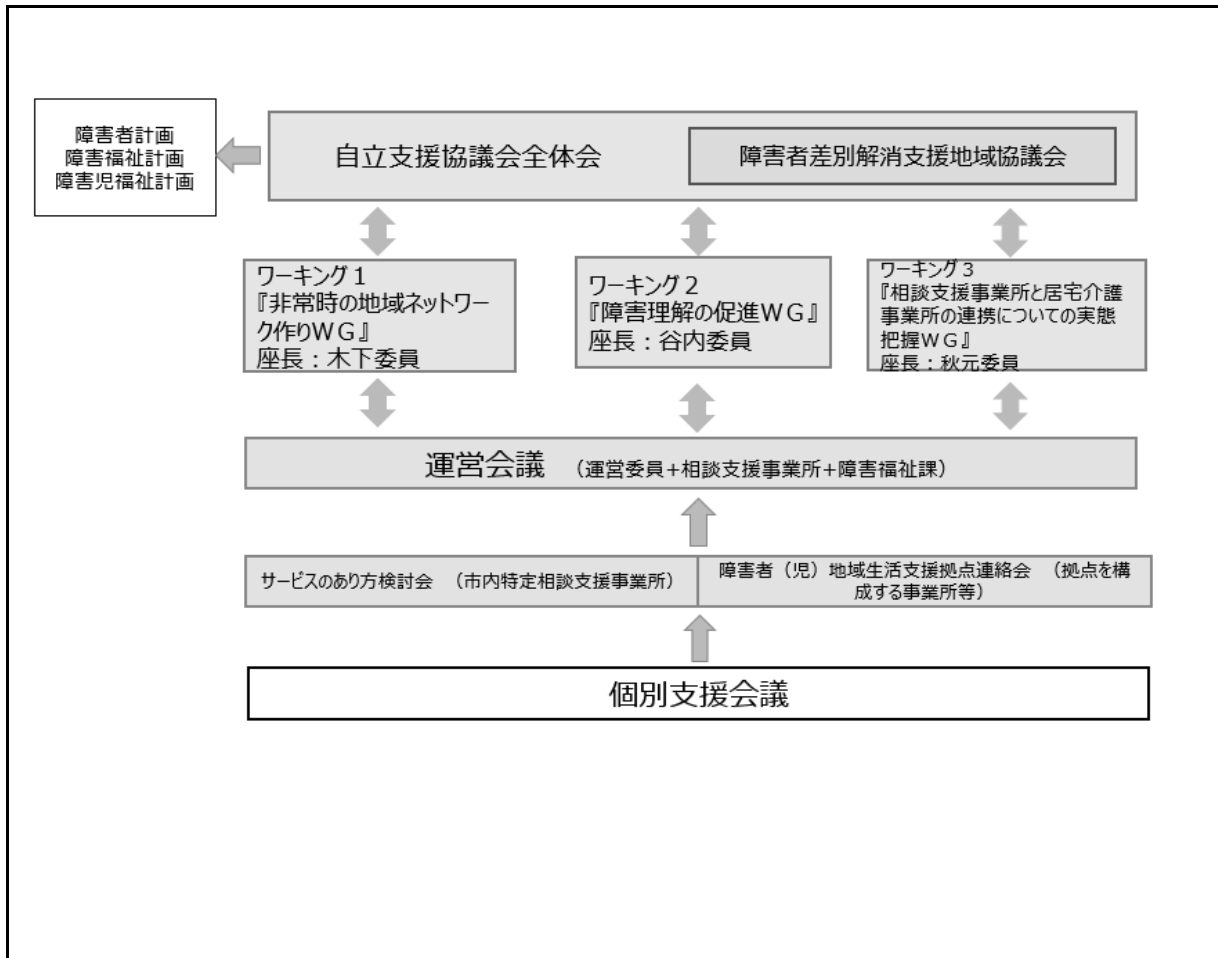 障害者計画
障害福祉計画
障害児福祉計画
自立支援協議会全体会
障害者差別解消支援地域協議会
ワーキング１
『非常時の地域ネットワー
ク作りＷＧ』
座長：木下委員
ワーキング２
『障害理解の促進ＷＧ』
座長：谷内委員
ワーキング３
『相談支援事業所と居宅介護
事業所の連携についての実態
把握ＷＧ』
座長：秋元委員
運営会議　（運営委員+相談支援事業所+障害福祉課）
サービスのあり方検討会　（市内特定相談支援事業所）
障害者（児）地域生活支援拠点連絡会　（拠点を構
成する事業所等）
個別支援会議